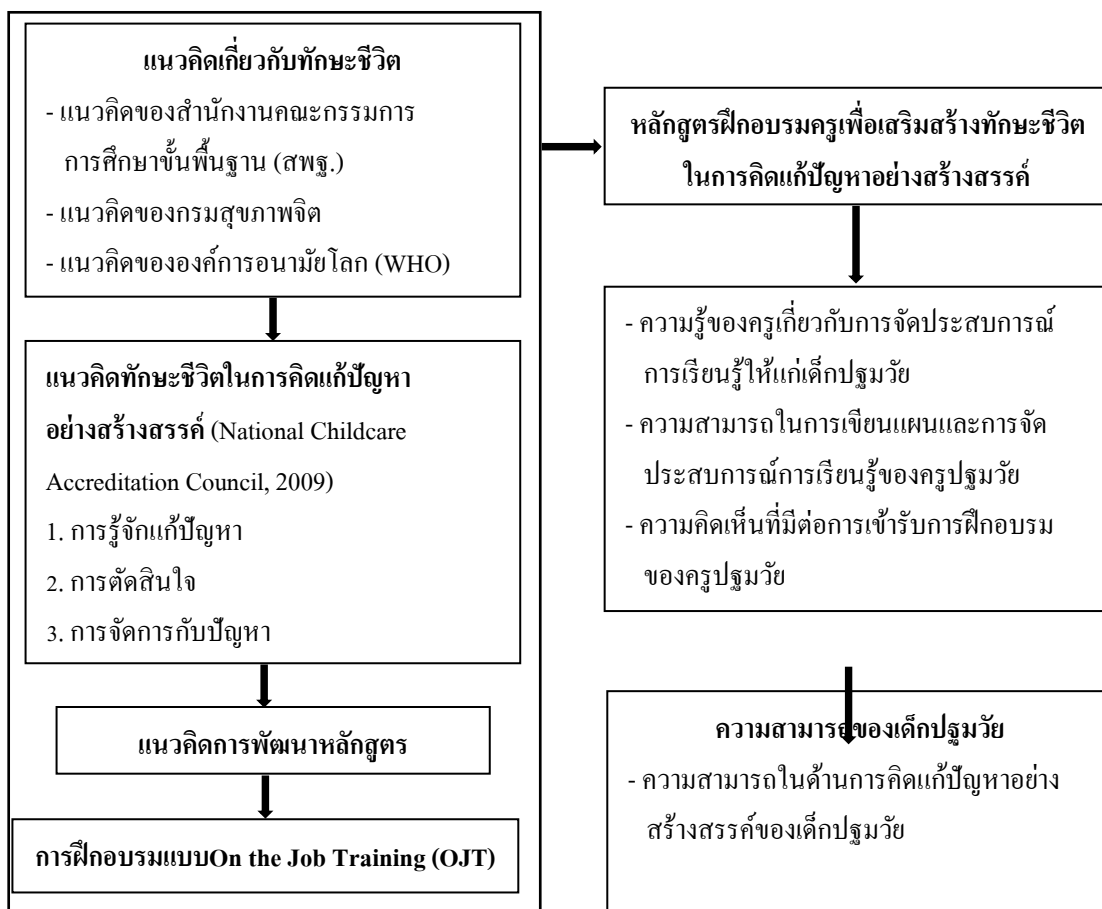 แนวคิดเกี่ยวกับทักษะชีวิต
- แนวคิดของสำนักงานคณะกรรมการ
การศึกษาขั้นพื้นฐาน (สพฐ.)
- แนวคิดของกรมสุขภาพจิต
- แนวคิดขององค์การอนามัยโลก (WHO)
แนวคิดทักษะชีวิตในการคิดแก้ปัญหา
อย่างสร้างสรรค์ (National Childcare
Accreditation Council, 2009)
1. การรู้จักแก้ปัญหา
2. การตัดสินใจ
3. การจัดการกับปัญหา
แนวคิดการพัฒนาหลักสูตร
การฝึกอบรมแบบOn the Job Training (OJT)
หลักสูตรฝึกอบรมครูเพื่อเสริมสร้างทักษะชีวิต
ในการคิดแก้ปัญหาอย่างสร้างสรรค์
- ความรู้ของครูเกี่ยวกับการจัดประสบการณ์
การเรียนรู้ให้แก่เด็กปฐมวัย
- ความสามารถในการเขียนแผนและการจัด
ประสบการณ์การเรียนรู้ของครูปฐมวัย
- ความคิดเห็นที่มีต่อการเข้ารับการฝึกอบรม
ของครูปฐมวัย
ความสามารถของเด็กปฐมวัย
- ความสามารถในด้านการคิดแก้ปัญหาอย่าง
สร้างสรรค์ของเด็กปฐมวัย